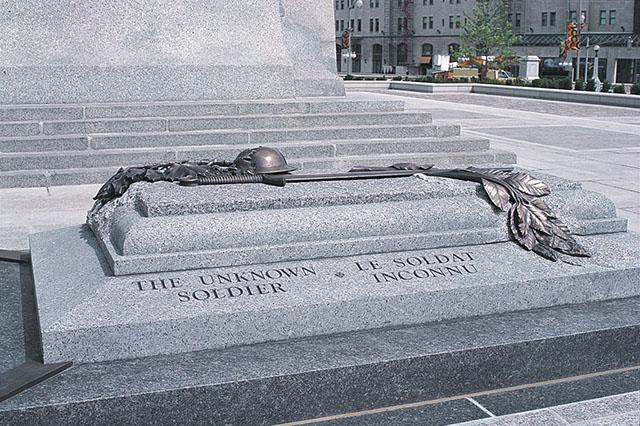 THE UNKNOWN
SOLDIER
LE SOLDAT
INCONNU